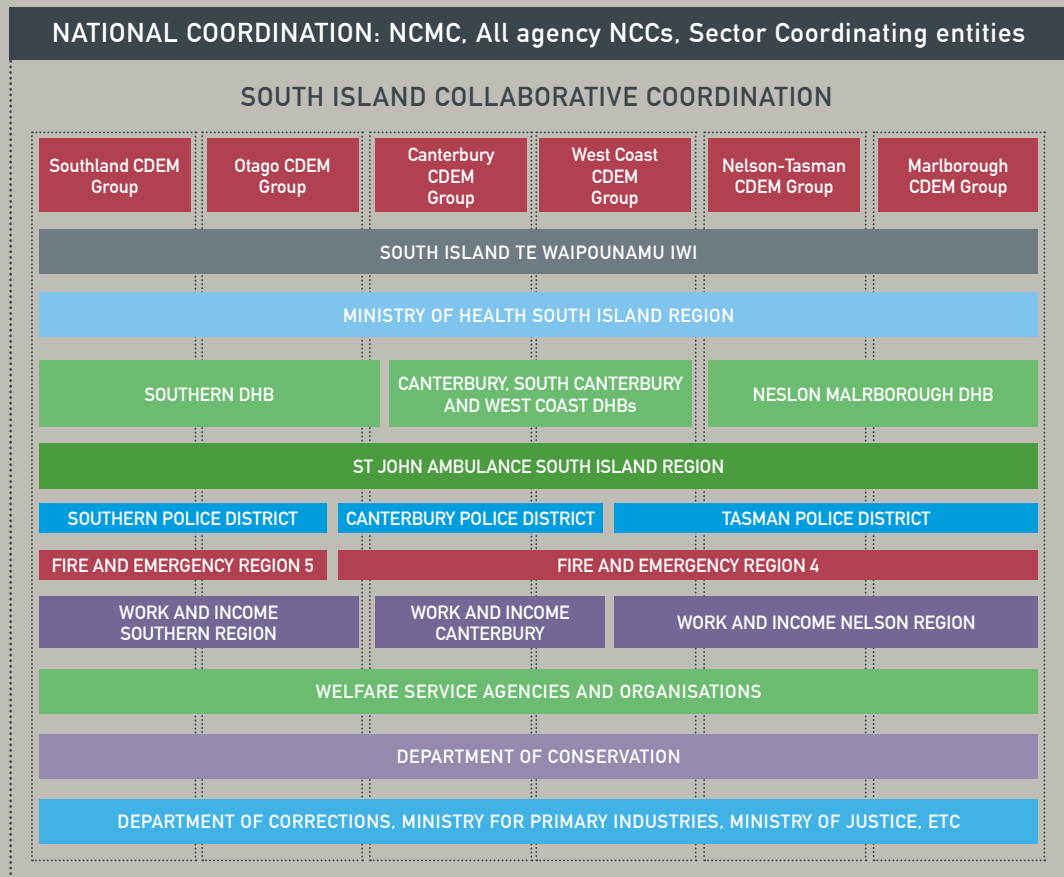 NATIONAL COORDINATION: NCMC, All agency NCCs, Sector Coordinating entities
SOUTH ISLAND COLLABORATIVE COORDINATION
Southland CDEM
Group
Otago CDEM
Group
Canterbury
CDEM
Group
West Coast
CDEM
Group
Nelson-Tasman
CDEM Group
Marlborough
CDEM Group
SOUTH ISLAND TE WAIPOUNAMU IWI
MINISTRY OF HEALTH SOUTH ISLAND REGION
SOUTHERN DHB
CANTERBURY, SOUTH CANTERBURY
AND WEST COAST DHBs
NESLON MALRBOROUGH DHB
ST JOHN AMBULANCE SOUTH ISLAND REGION
SOUTHERN POLICE DISTRICT
CANTERBURY POLICE DISTRICT
TASMAN POLICE DISTRICT
FIRE AND EMERGENCY REGION 5
FIRE AND EMERGENCY REGION 4
WORK AND INCOME
SOUTHERN REGION
WORK AND INCOME
CANTERBURY
WORK AND INCOME NELSON REGION
WELFARE SERVICE AGENCIES AND ORGANISATIONS
DEPARTMENT OF CONSERVATION
DEPARTMENT OF CORRECTIONS, MINISTRY FOR PRIMARY INDUSTRIES, MINISTRY OF JUSTICE, ETC